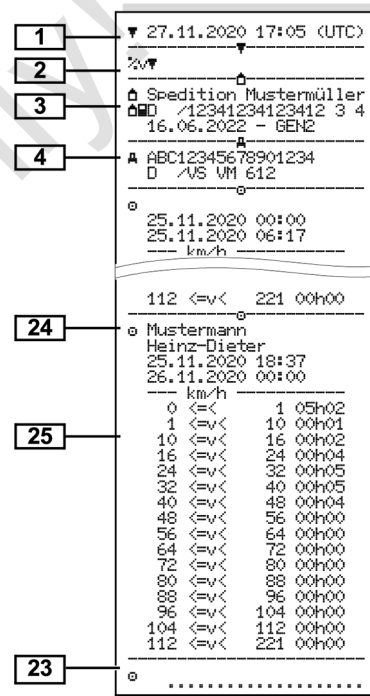 1 ▼ 27.11.2020 17:05 (UTC)
--------------▼--------------
2 %v▼
3 Spedition Mustermüller
D /12341234123412 3 4
16.06.2022 - GEN2
--------------A--------------
4 A ABC12345678901234
D /VS VM 612
--------------o--------------
o
25.11.2020 00:00
25.11.2020 06:17
--- km/h ---------------
112 <=v< 221 00h00
--------------o--------------
24 o Mustermann
Heinz-Dieter
25.11.2020 18:37
26.11.2020 00:00
--- km/h ---------------
0 <=< 1 05h02
1 <=v< 10 00h01
10 <=v< 16 00h02
25 16 <=v< 24 00h04
24 <=v< 32 00h05
32 <=v< 40 00h05
40 <=v< 48 00h04
48 <=v< 56 00h00
56 <=v< 64 00h00
64 <=v< 72 00h00
72 <=v< 80 00h00
80 <=v< 88 00h00
88 <=v< 96 00h00
96 <=v< 104 00h00
104 <=v< 112 00h00
112 <=v< 221 00h00
23 o ....................